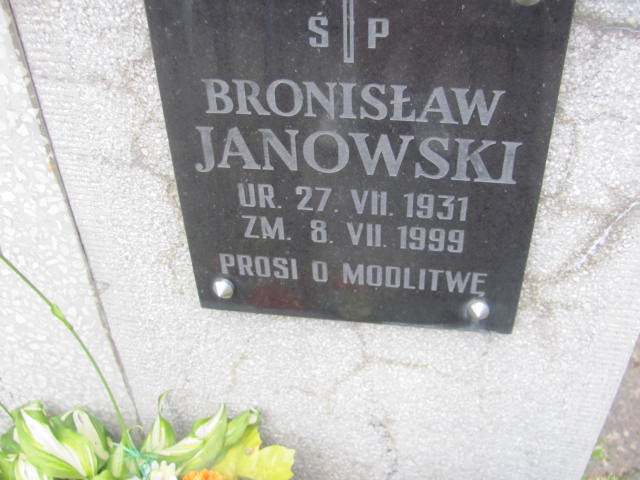 Ś P
BRONISŁAW
JANOWSKI
UR. 27. VII. 1931
ZM. 8. VII. 1999
PROSI O MODLITWĘ